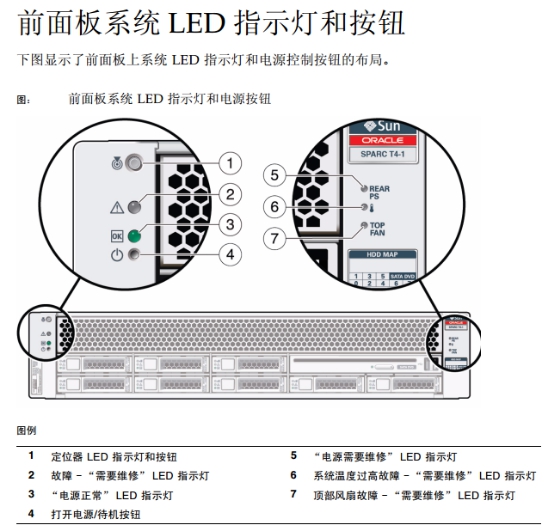 前面板系统 LED 指示灯和按钮
下图显示了前面板上系统 LED 指示灯和电源控制按钮的布局。
图： 前面板系统 LED 指示灯和电源按钮
Sun
ORACLE
SPARC T4-1
1
2
OK
3
4
5
REAR
PS
6
7
TOP
FAN
HDD MAP
1 3 5 SATA DVD
0 2 4 6 7
图例
1 定位器 LED 指示灯和按钮
5 “电源需要维修” LED 指示灯
2 故障 – “需要维修” LED 指示灯
6 系统温度过高故障 – “需要维修” LED 指示灯
3 “电源正常” LED 指示灯
7 顶部风扇故障 – “需要维修” LED 指示灯
4 打开电源/待机按钮